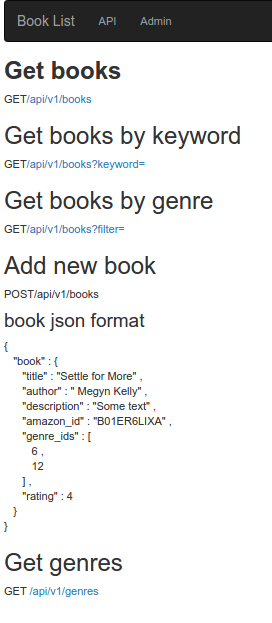 Book List API Admin
Get books
GET/api/v1/books
Get books by keyword
GET/api/v1/books?keyword=
Get books by genre
GET/api/v1/books?filter=
Add new book
POST/api/v1/books
book json format
{
"book" : {
"title" : "Settle for More" ,
"author" : " Megyn Kelly" ,
"description" : "Some text" ,
"amazon_id" : "B01ER6LIXA" ,
"genre_ids" : [
6 ,
12
] ,
"rating" : 4
}
}
Get genres
GET /api/v1/genres